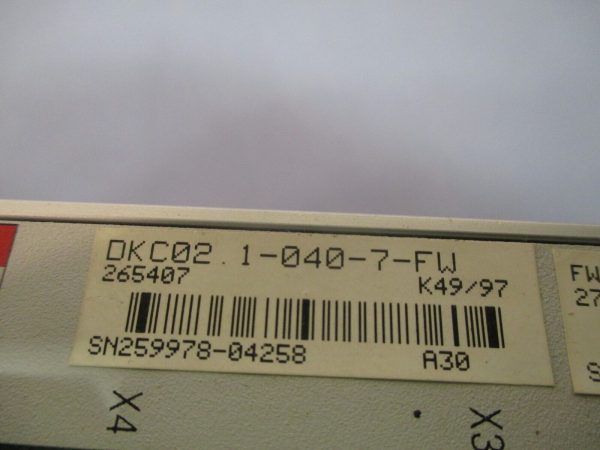 DKC02.1-040-7-FW
265407 K49/97
SN259978-04258 A30
FW
27
S
X4
X3